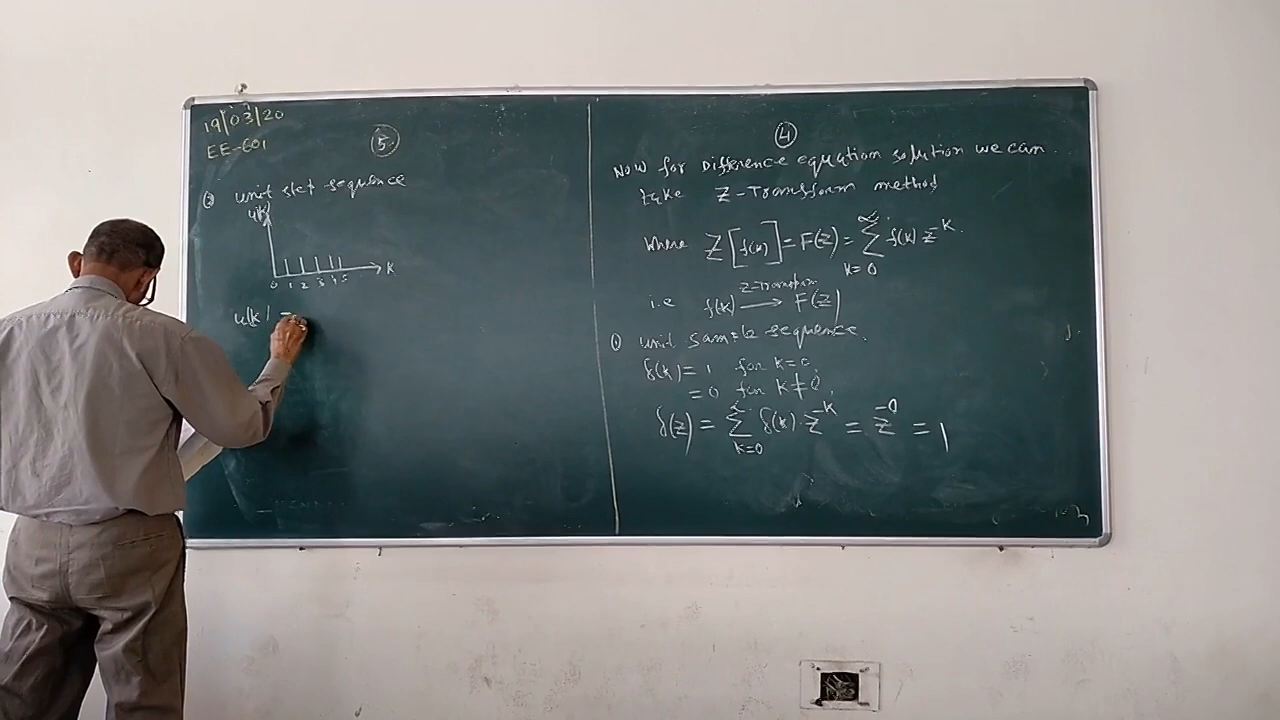 19/03/20
EE-601
5
② unit step sequence
u(k)
k
0 1 2 3 4 5
u(k) =
4
Now for Difference equation solution we can
take Z-Transform method
where Z[f(k)] = F(z) = ∞∑k=0 f(k) z^-k
i.e f(k) Z-Transform → F(z)
① unit sample sequence.
δ(k) = 1 for k=0,
= 0 for k≠0,
δ(z) = ∑k=0 δ(k) z^-k = z^-0 = 1